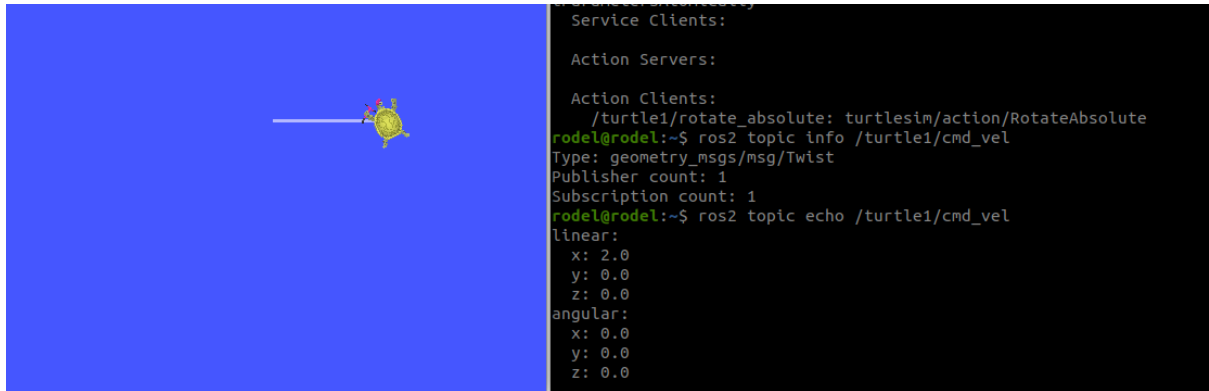 Service Clients:
Action Servers:
Action Clients:
/turtle1/rotate_absolute: turtlesim/action/RotateAbsolute
rodel@rodel:~$ ros2 topic info /turtle1/cmd_vel
Type: geometry_msgs/msg/Twist
Publisher count: 1
Subscription count: 1
rodel@rodel:~$ ros2 topic echo /turtle1/cmd_vel
linear:
x: 2.0
y: 0.0
z: 0.0
angular:
x: 0.0
y: 0.0
z: 0.0